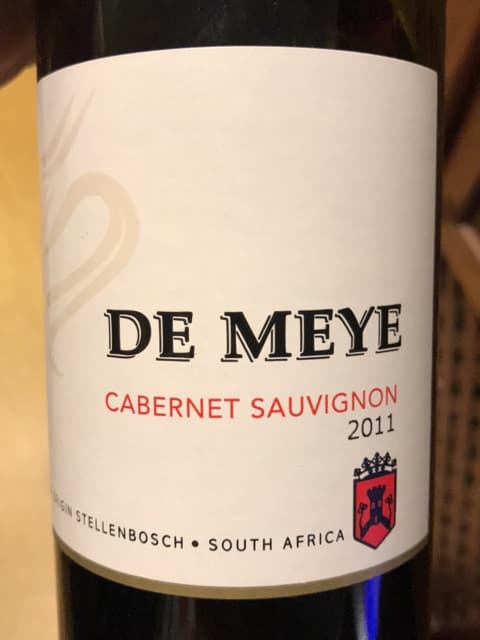 DE MEYE
CABERNET SAUVIGNON
2011
STELLENBOSCH • SOUTH AFRICA